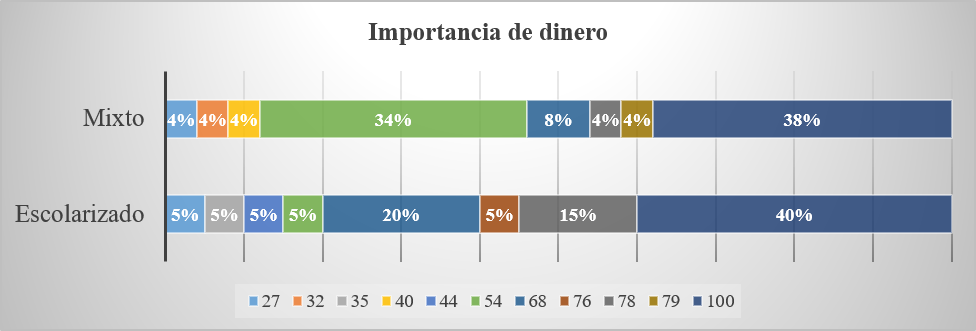 Importancia de dinero
Mixto
4% 4% 4% 34% 8% 4% 4% 38%
Escolarizado
5% 5% 5% 5% 20% 5% 15% 40%
27 32 35 40 44 54 68 76 78 79 100